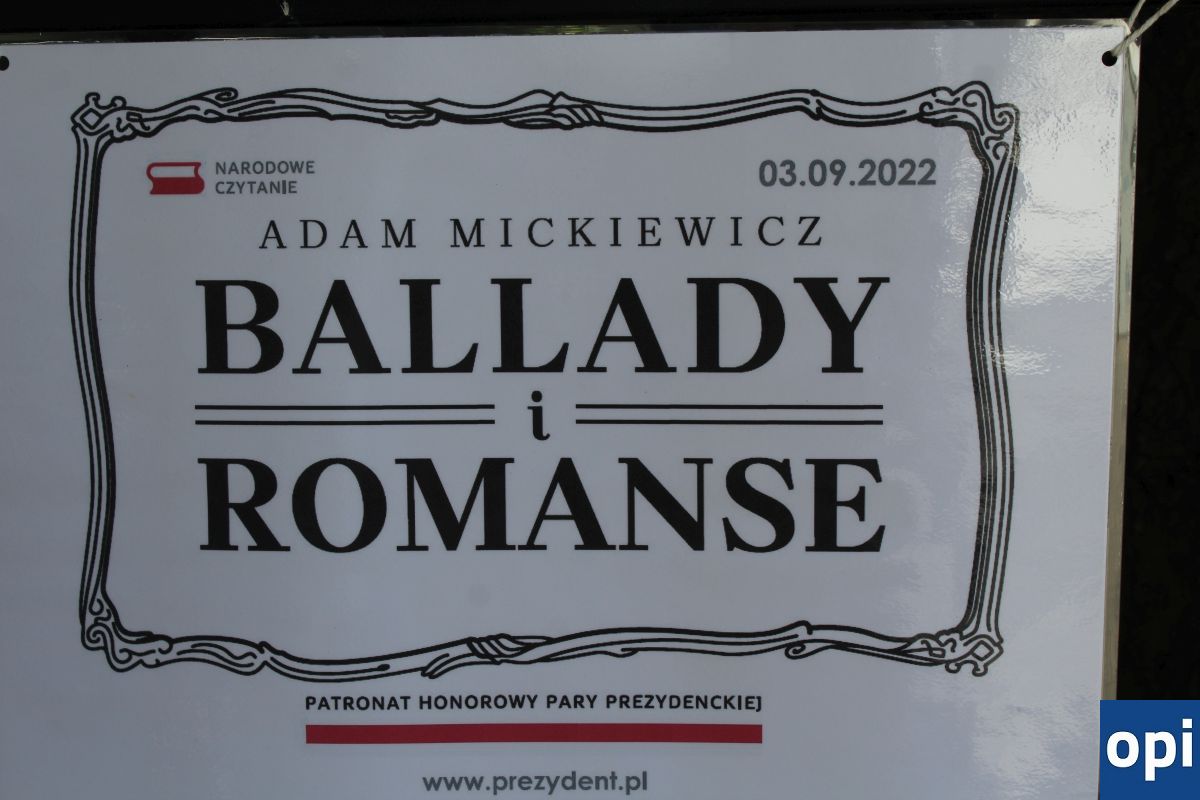 NARODOWE
CZYTANIE
03.09.2022
ADAM MICKIEWICZ
BALLADY
i
ROMANSE
PATRONAT HONOROWY PARY PREZYDENCKIEJ
www.prezydent.pl
opi